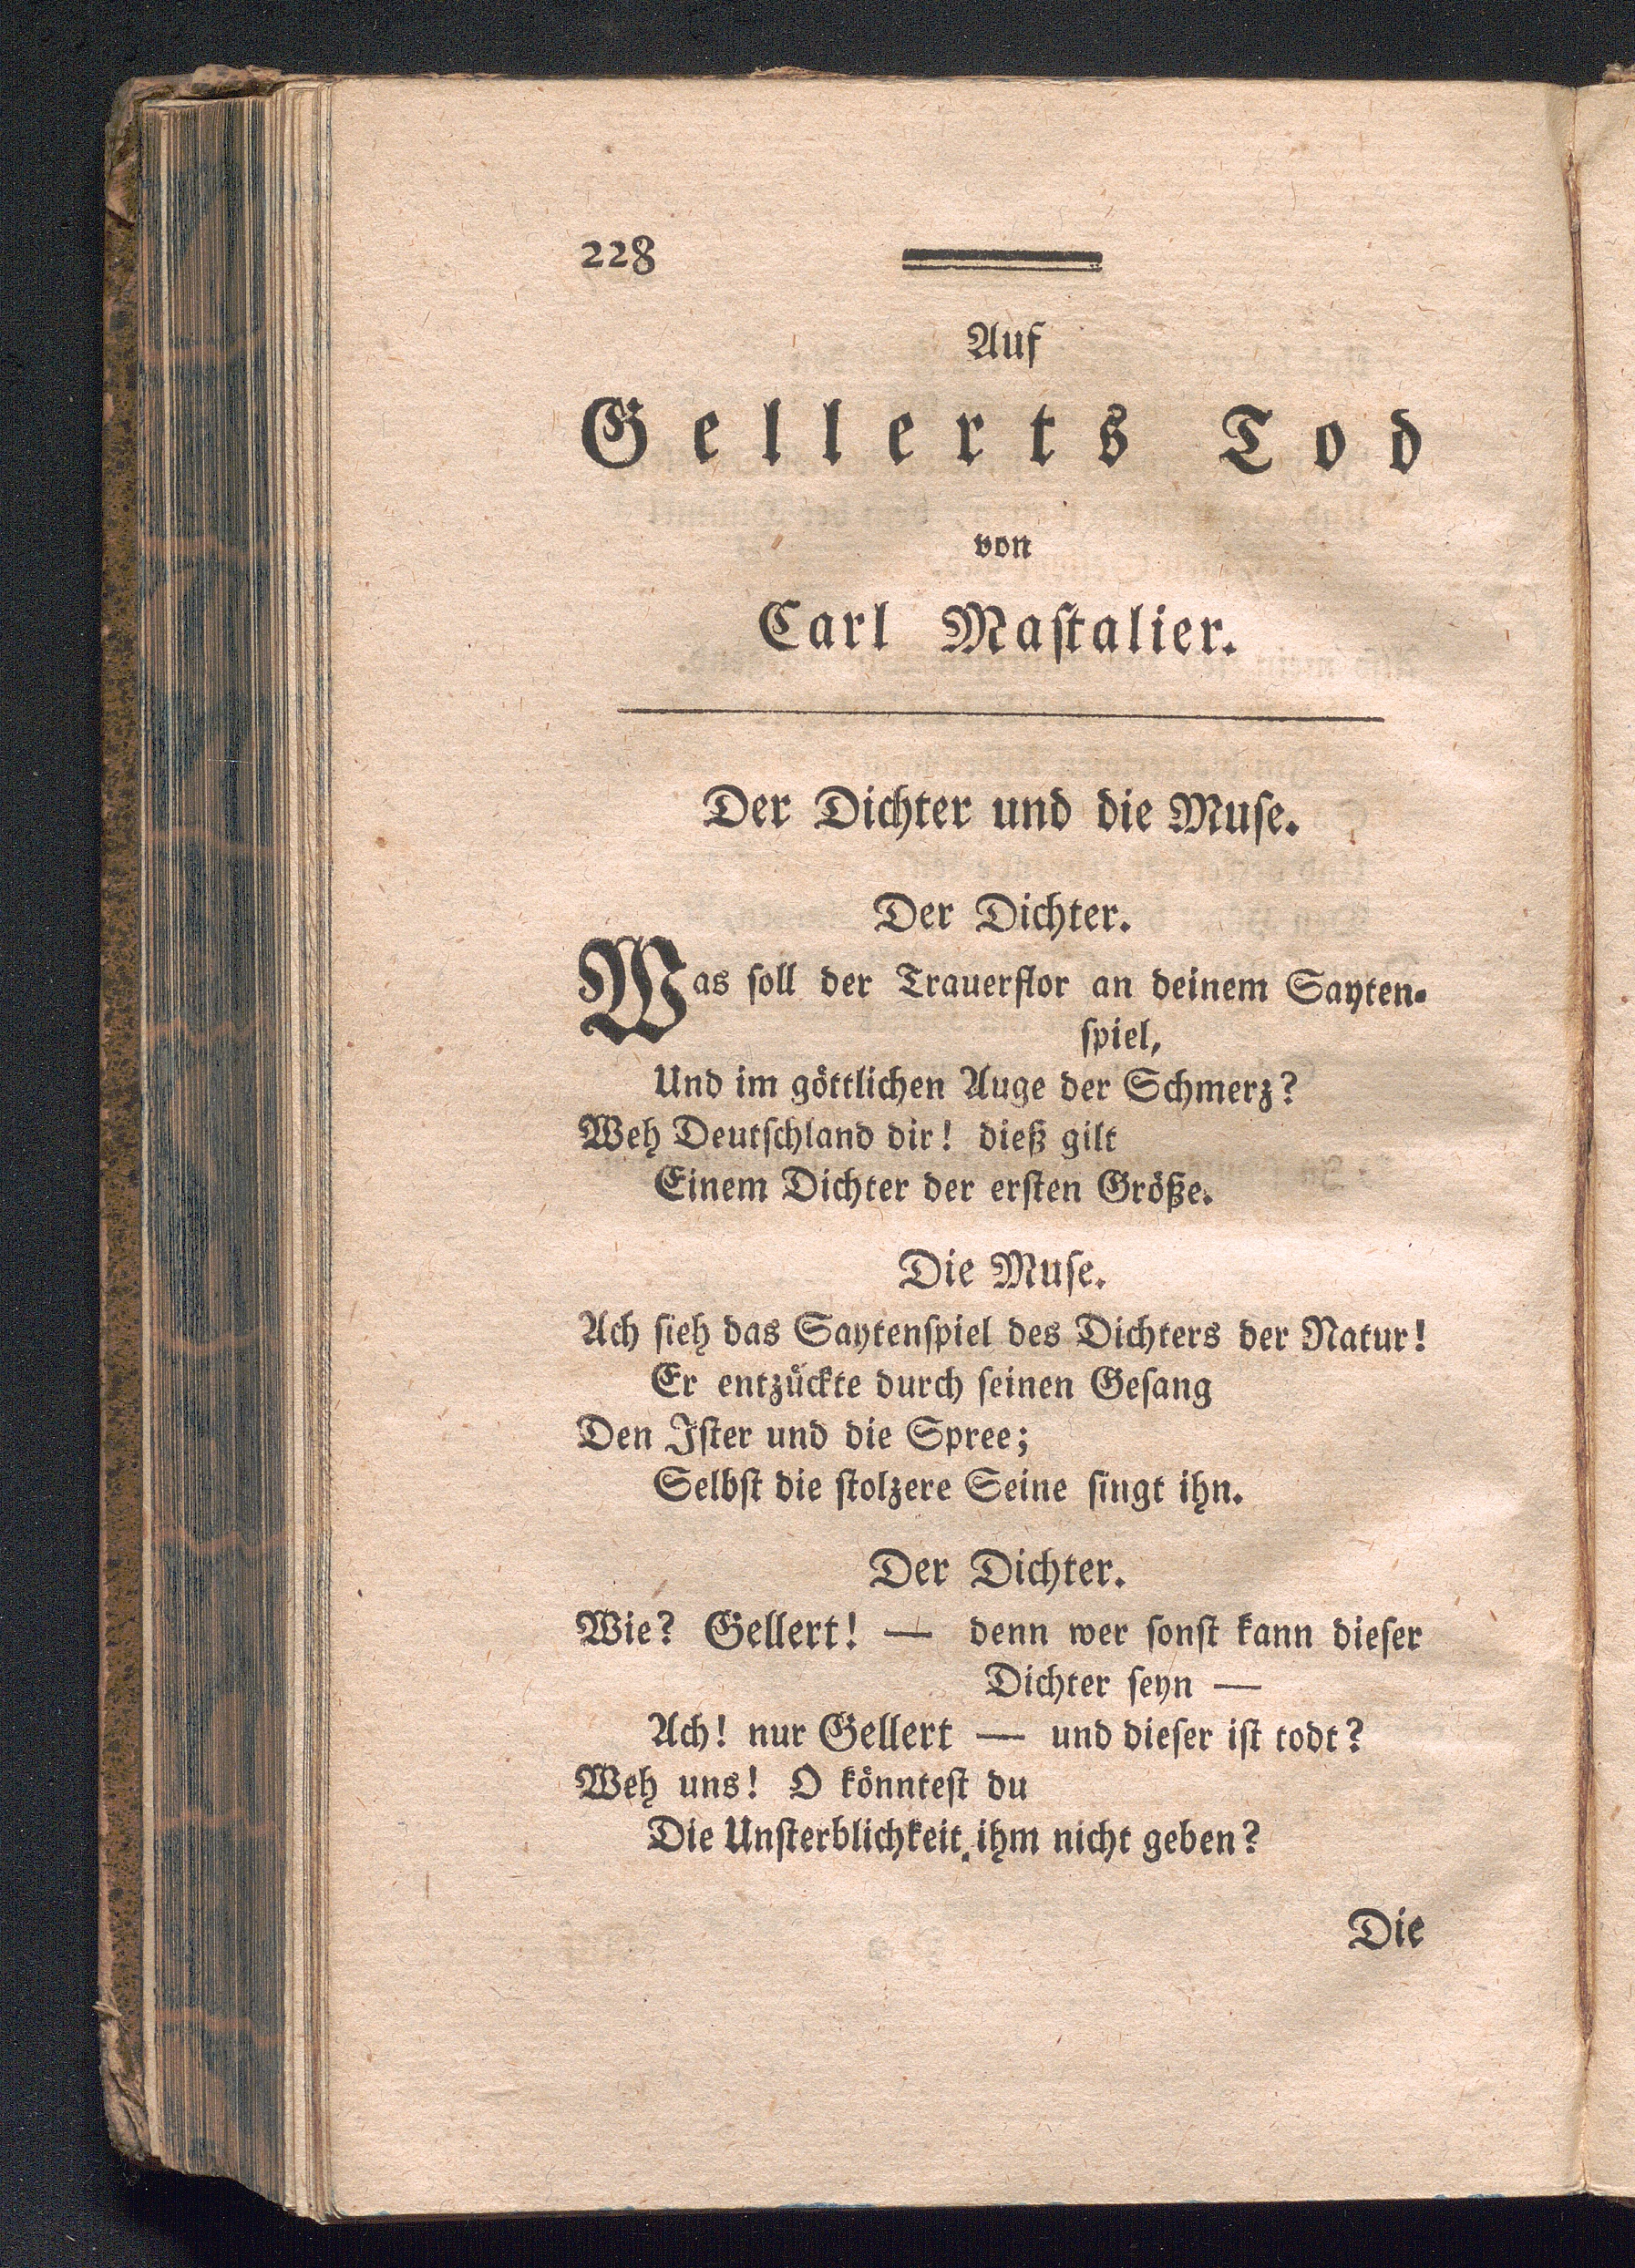 228
Auf
Gellerts Tod
von
Carl Maſtalier.
Der Dichter und die Muſe.
Der Dichter.
Was ſoll der Trauerflor an deinem Sayten-
ſpiel,
Und im göttlichen Auge der Schmerz?
Weh Deutſchland dir! dieß gilt
Einem Dichter der erſten Größe.
Die Muſe.
Ach ſieh das Saytenſpiel des Dichters der Natur!
Er entzückte durch ſeinen Geſang
Den Iſter und die Spree;
Selbſt die ſtolzere Seine ſingt ihn.
Der Dichter.
Wie? Gellert! — denn wer ſonſt kann dieſer
Dichter ſeyn —
Ach! nur Gellert — und dieſer iſt todt?
Weh uns! O könnteſt du
Die Unſterblichkeit ihm nicht geben?
Die